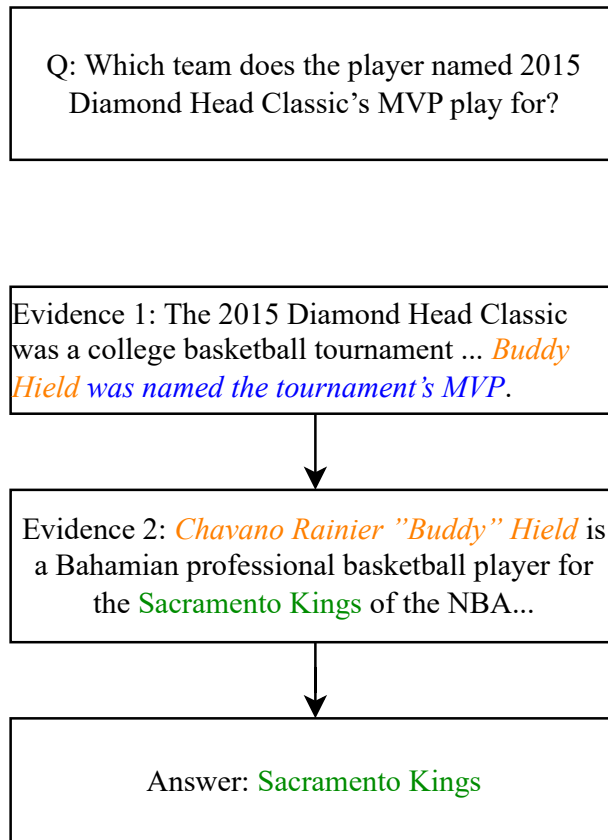 Q: Which team does the player named 2015
Diamond Head Classic’s MVP play for?
Evidence 1: The 2015 Diamond Head Classic
was a college basketball tournament ... Buddy
Hield was named the tournament’s MVP.
Evidence 2: Chavano Rainier ”Buddy” Hield is
a Bahamian professional basketball player for
the Sacramento Kings of the NBA...
Answer: Sacramento Kings